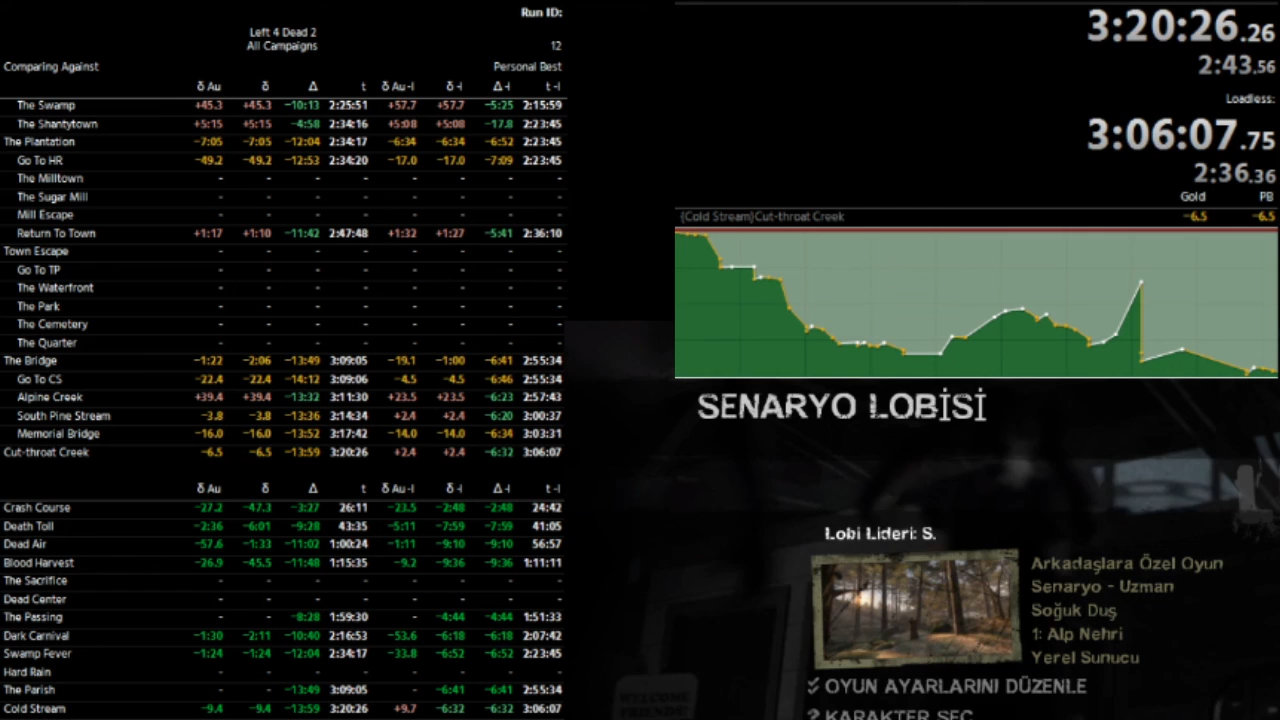 Run ID:
Left 4 Dead 2
All Campaigns
12
Comparing Against Personal Best
δ Au δ Δ t δ Au -l δ -l Δ -l t -l
The Swamp +45.3 +45.3 −10:13 2:25:51 +57.7 +57.7 −5:25 2:15:59
The Shantytown +5:15 +5:15 −4:58 2:34:16 +5:08 +5:08 −17.8 2:23:45
The Plantation −7:05 −7:05 −12:04 2:34:17 −6:34 −6:34 −6:52 2:23:45
Go To HR −49.2 −49.2 −12:53 2:34:20 −17.0 −17.0 −7:09 2:23:45
The Milltown - - - - - - - -
The Sugar Mill - - - - - - - -
Mill Escape - - - - - - - -
Return To Town +1:17 +1:10 −11:42 2:47:48 +1:32 +1:27 −5:41 2:36:10
Town Escape - - - - - - - -
Go To TP - - - - - - - -
The Waterfront - - - - - - - -
The Park - - - - - - - -
The Cemetery - - - - - - - -
The Quarter - - - - - - - -
The Bridge −1:22 −2:06 −13:49 3:09:05 −19.1 −1:00 −6:41 2:55:34
Go To CS −22.4 −22.4 −14:12 3:09:06 −4.5 −4.5 −6:46 2:55:34
Alpine Creek +39.4 +39.4 −13:32 3:11:30 +23.5 +23.5 −6:23 2:57:43
South Pine Stream −3.8 −3.8 −13:36 3:14:34 +2.4 +2.4 −6:20 3:00:37
Memorial Bridge −16.0 −16.0 −13:52 3:17:42 −14.0 −14.0 −6:34 3:03:31
Cut-throat Creek −6.5 −6.5 −13:59 3:20:26 +2.4 +2.4 −6:32 3:06:07
δ Au δ Δ t δ Au -l δ -l Δ -l t -l
Crash Course −27.2 −47.3 −3:27 26:11 −23.5 −2:48 −2:48 24:42
Death Toll −2:36 −6:01 −9:28 43:35 −5:11 −7:59 −7:59 41:05
Dead Air −57.6 −1:33 −11:02 1:00:24 −1:11 −9:10 −9:10 56:57
Blood Harvest −26.9 −45.5 −11:48 1:15:35 −9.2 −9:36 −9:36 1:11:11
The Sacrifice - - - - - - - -
Dead Center - - - - - - - -
The Passing - - −8:28 1:59:30 - −4:44 −4:44 1:51:33
Dark Carnival −1:30 −2:11 −10:40 2:16:53 −53.6 −6:18 −6:18 2:07:42
Swamp Fever −1:24 −1:24 −12:04 2:34:17 −33.8 −6:52 −6:52 2:23:45
Hard Rain - - - - - - - -
The Parish - - −13:49 3:09:05 - −6:41 −6:41 2:55:34
Cold Stream −9.4 −9.4 −13:59 3:20:26 +9.7 −6:32 −6:32 3:06:07
3:20:26.26
2:43.56
Loadless:
3:06:07.75
2:36.36
Gold PB
{Cold Stream}Cut-throat Creek −6.5 −6.5
SENARYO LOBİSİ
Lobi Lideri: S.
Arkadaşlara Özel Oyun
Senaryo - Uzman
Soğuk Duş
1: Alp Nehri
Yerel Sunucu
OYUN AYARLARINI DÜZENLE
? KARAKTER SEÇ
WELCOME
FRIENDS